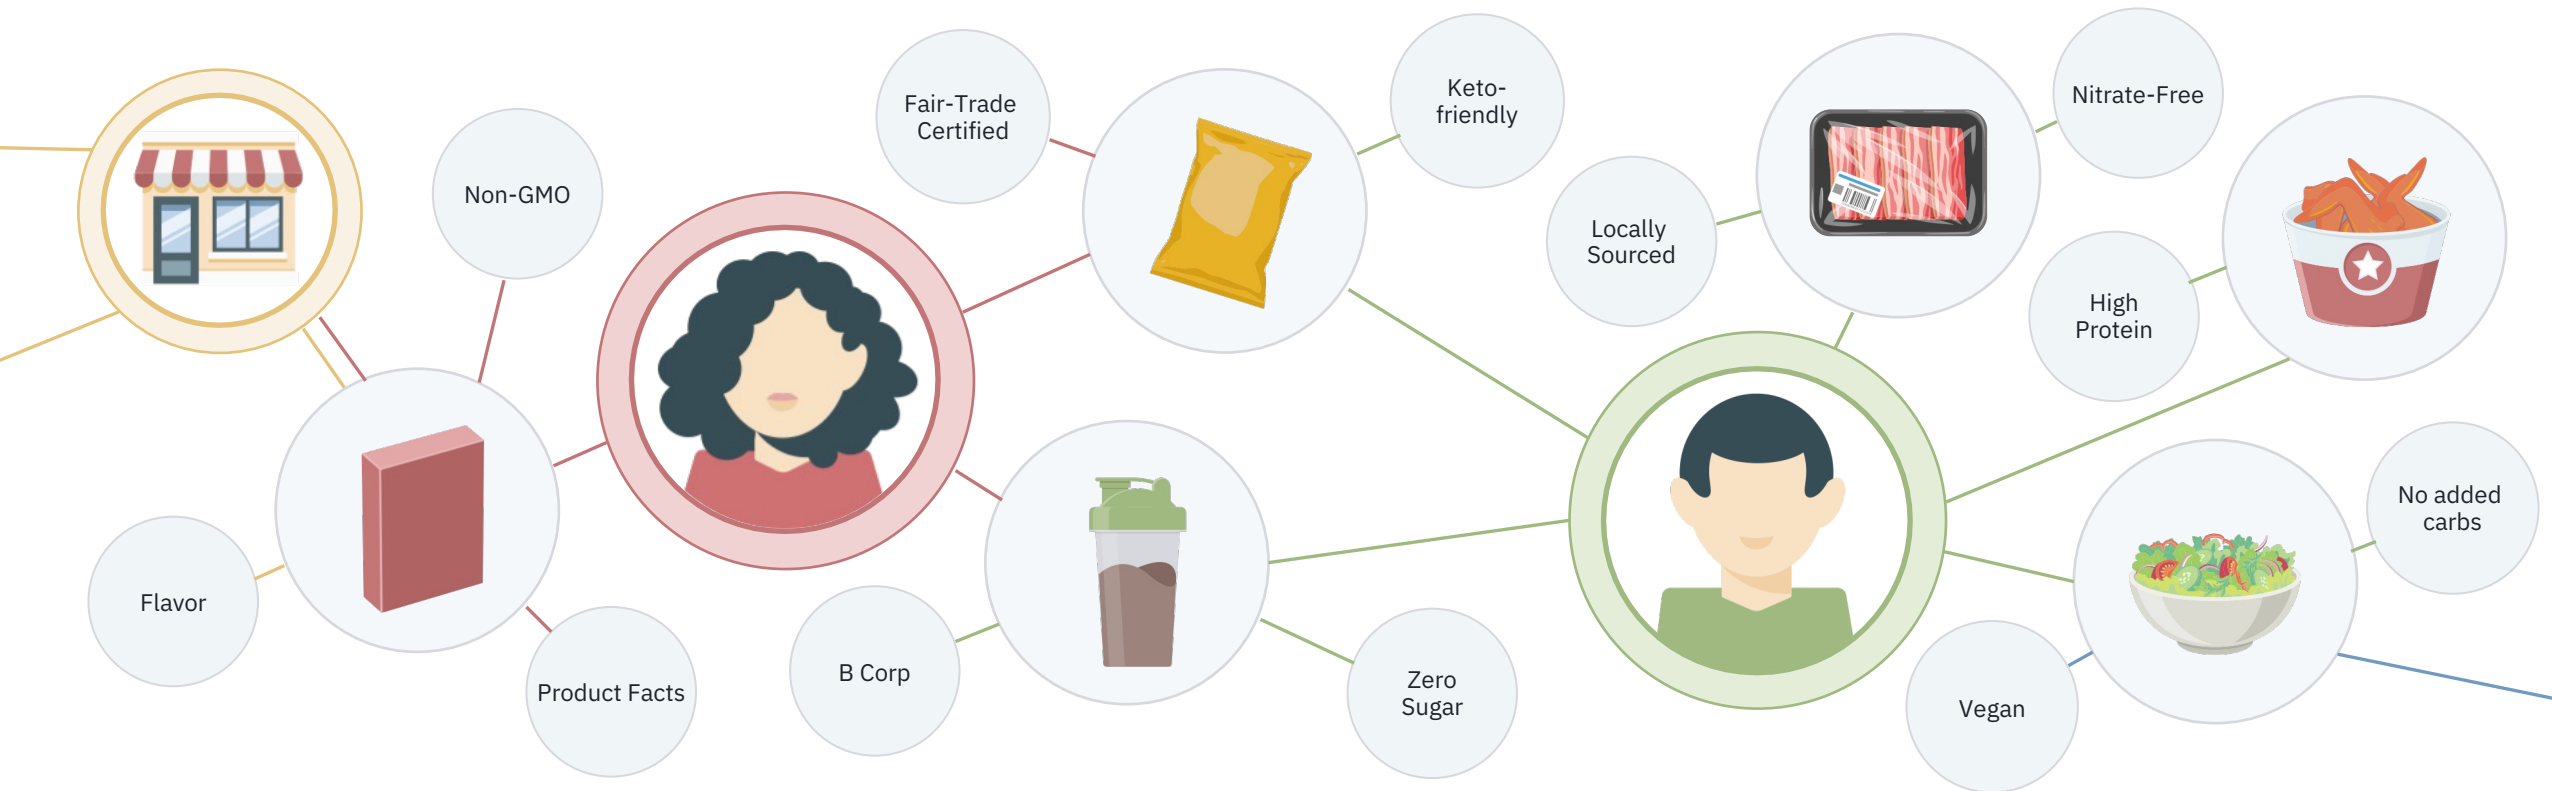 Non-GMO
Fair-Trade
Certified
Keto-
friendly
Nitrate-Free
Locally
Sourced
High
Protein
No added
carbs
Flavor
Product Facts
B Corp
Zero
Sugar
Vegan